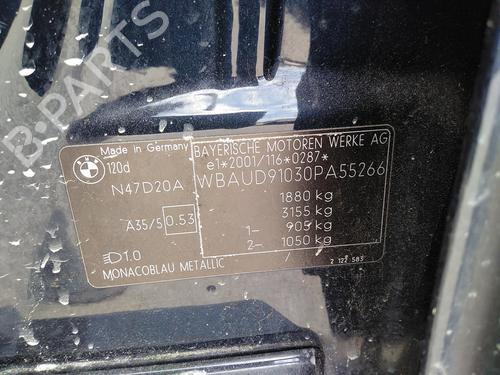 B-PARTS
Made in Germany
120d
N47D20A
A35/5 0.53
1.0
MONACOBLAU METALLIC
BAYERISCHE MOTOREN WERKE AG
e1*2001/116*0287*
WBAUD91030PA55266
1880 kg
3155 kg
1- 905 kg
2- 1050 kg
/ 2 122 583